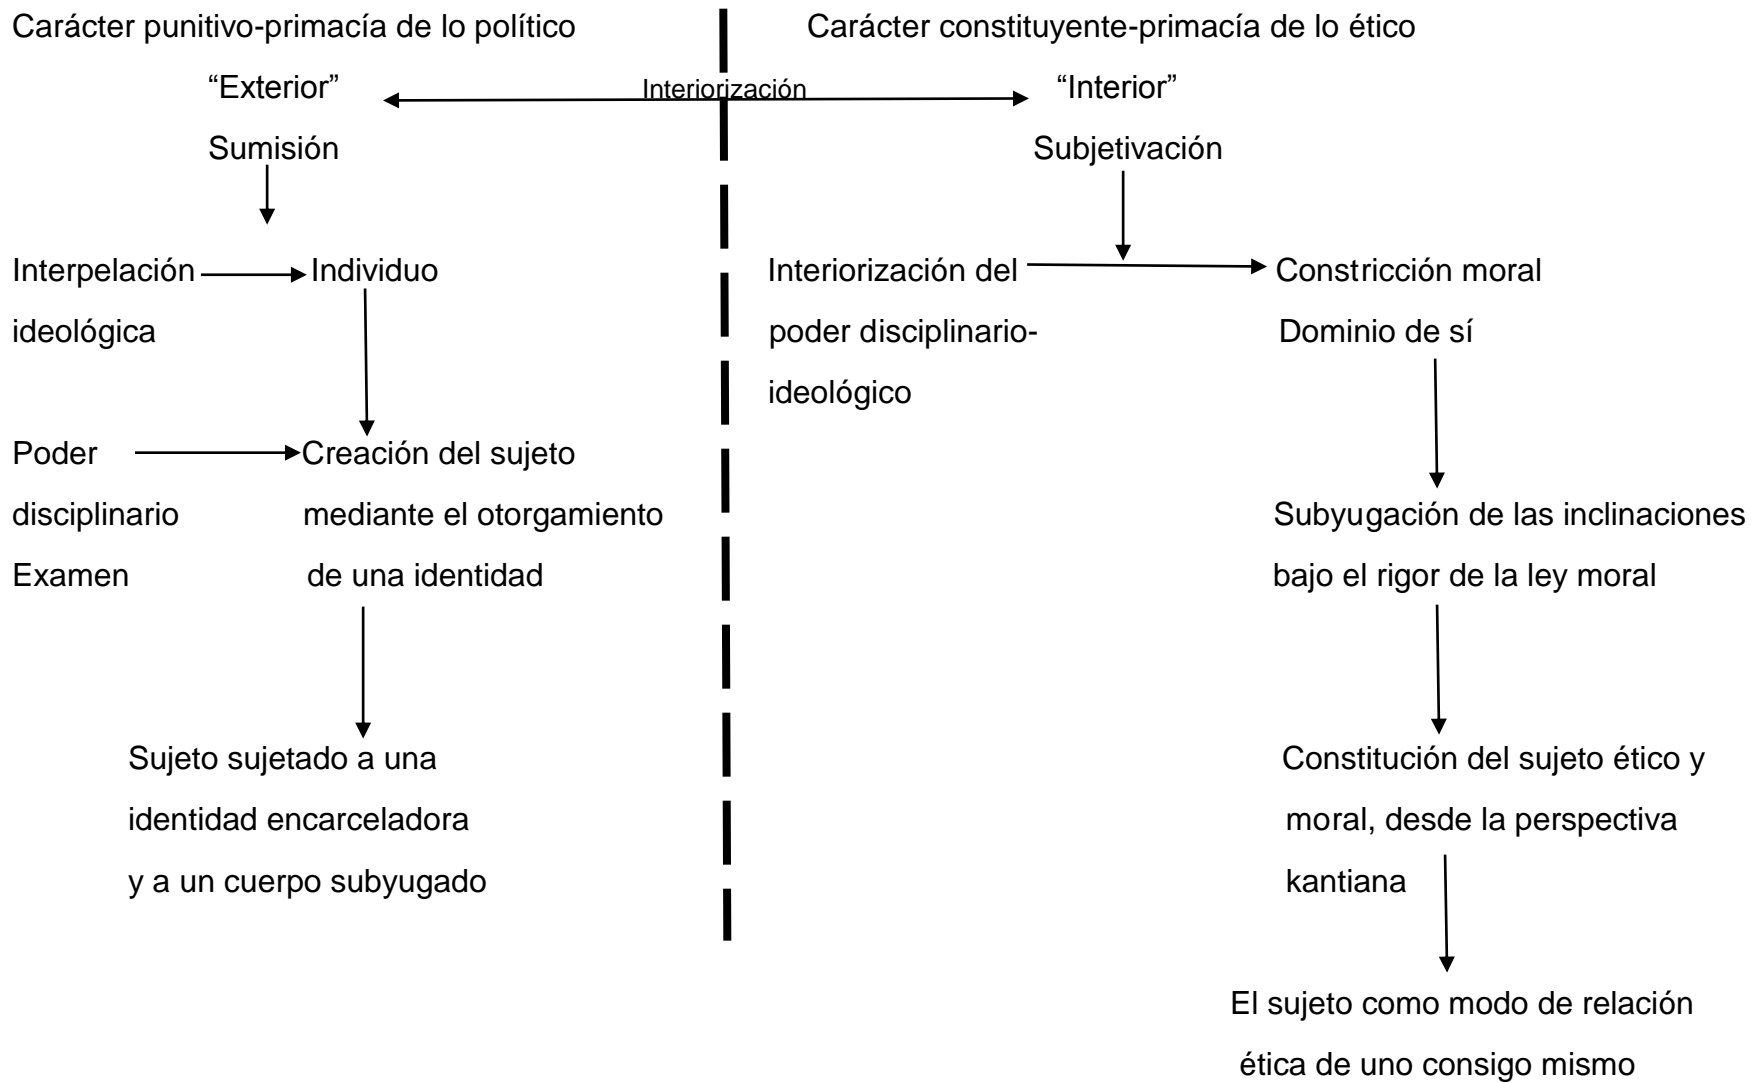 Carácter punitivo-primacía de lo político
“Exterior”
Sumisión
Interpelación
ideológica
Individuo
Poder
disciplinario
Examen
Creación del sujeto
mediante el otorgamiento
de una identidad
Sujeto sujetado a una
identidad encarceladora
y a un cuerpo subyugado
Interiorización
Carácter constituyente-primacía de lo ético
“Interior”
Subjetivación
Interiorización del
poder disciplinario-
ideológico
Constricción moral
Dominio de sí
Subyugación de las inclinaciones
bajo el rigor de la ley moral
Constitución del sujeto ético y
moral, desde la perspectiva
kantiana
El sujeto como modo de relación
ética de uno consigo mismo